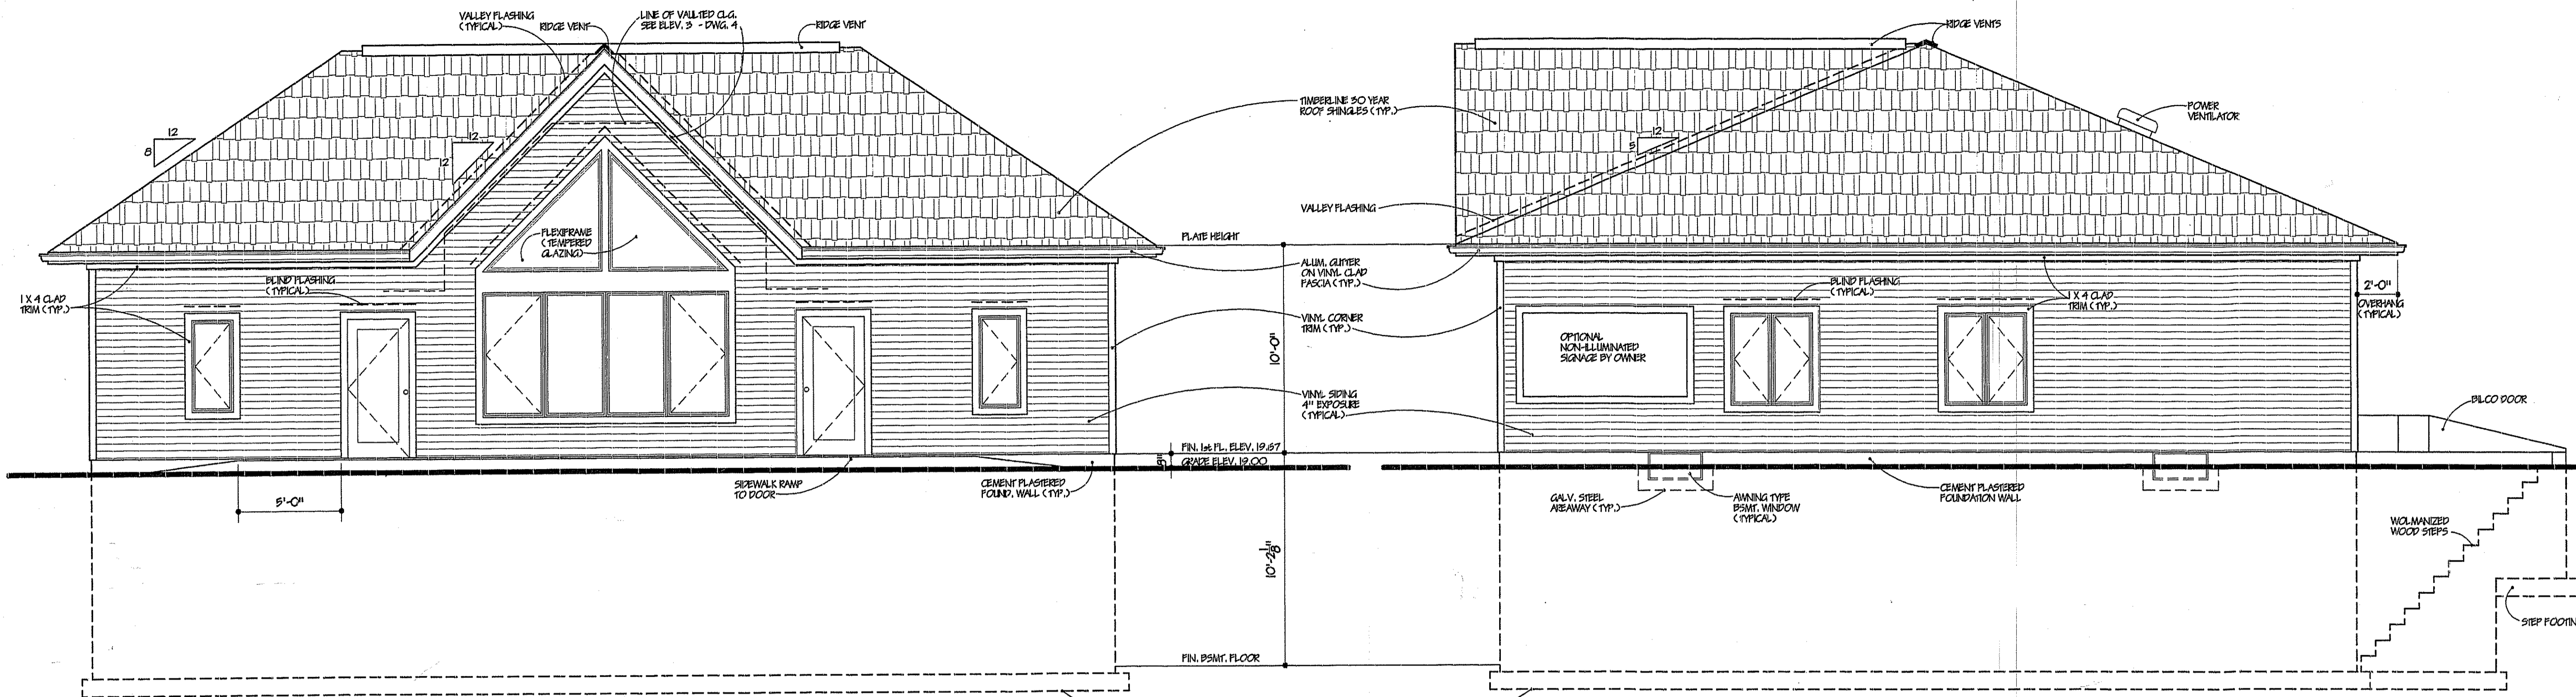 VALLEY FLASHING
(TYPICAL)
RIDGE VENT
LINE OF VAULTED CLG.
SEE ELEV. 3 - DWG. 4
RIDGE VENT
12
8
12
12
FLEXIFRAME
(TEMPERED
GLAZING)
1 X 4 CLAD
TRIM (TYP.)
BLIND FLASHING
(TYPICAL)
5'-0"
SIDEWALK RAMP
TO DOOR
CEMENT PLASTERED
FOUND. WALL (TYP.)
PLATE HEIGHT
10'-0"
FIN. 1st FL. ELEV. 19.67
GRADE ELEV. 19.00
8"
10'-2 1/8"
FIN. BSMT. FLOOR
TIMBERLINE 30 YEAR
ROOF SHINGLES (TYP.)
VALLEY FLASHING
ALUM. GUTTER
ON VINYL CLAD
FASCIA (TYP.)
VINYL CORNER
TRIM (TYP.)
VINYL SIDING
4" EXPOSURE
(TYPICAL)
RIDGE VENTS
12
5
POWER
VENTILATOR
BLIND FLASHING
(TYPICAL)
1 X 4 CLAD
TRIM (TYP.)
2'-0"
OVERHANG
(TYPICAL)
OPTIONAL
NON-ILLUMINATED
SIGNAGE BY OWNER
BILCO DOOR
GALV. STEEL
AREAWAY (TYP.)
AWNING TYPE
BSMT. WINDOW
(TYPICAL)
CEMENT PLASTERED
FOUNDATION WALL
WOLMANIZED
WOOD STEPS
STEP FOOTIN